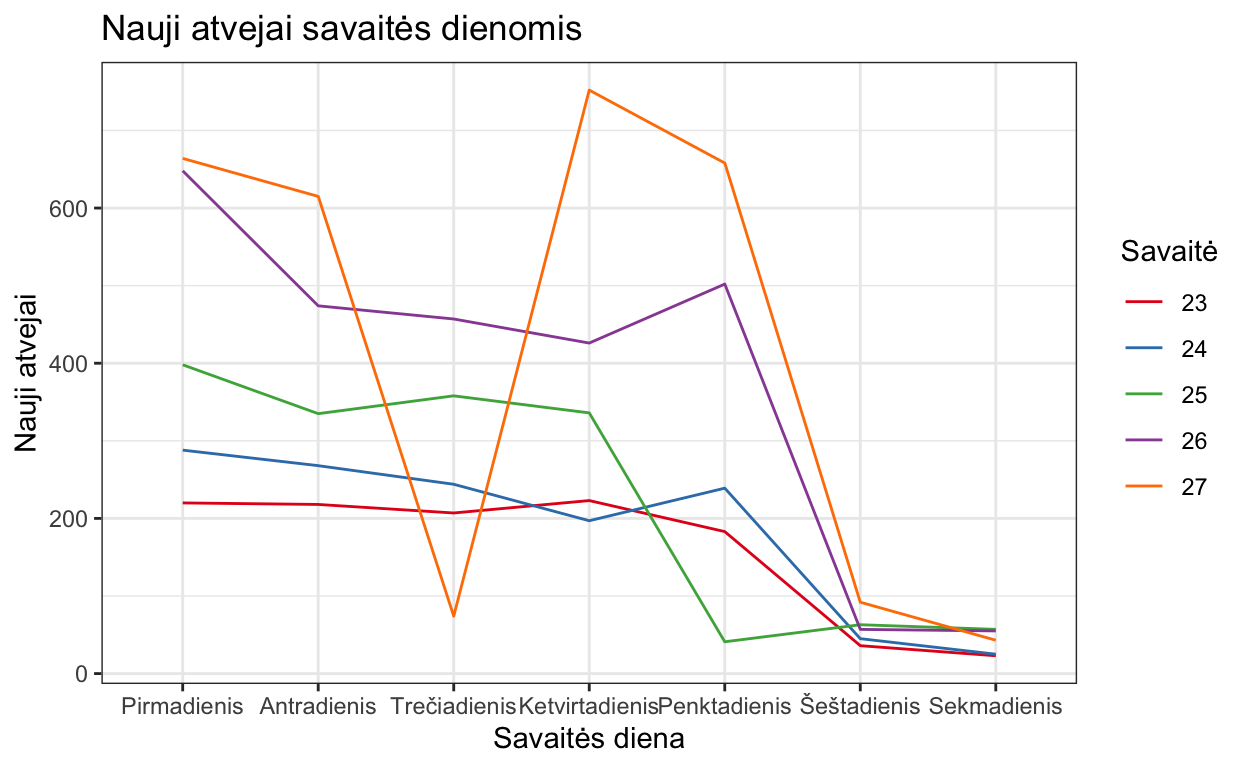 Nauji atvejai savaitės dienomis
Nauji atvejai
600
400
200
0
Pirmadienis Antradienis Trečiadienis Ketvirtadienis Penktadienis Šeštadienis Sekmadienis
Savaitės diena
Savaitė
23
24
25
26
27